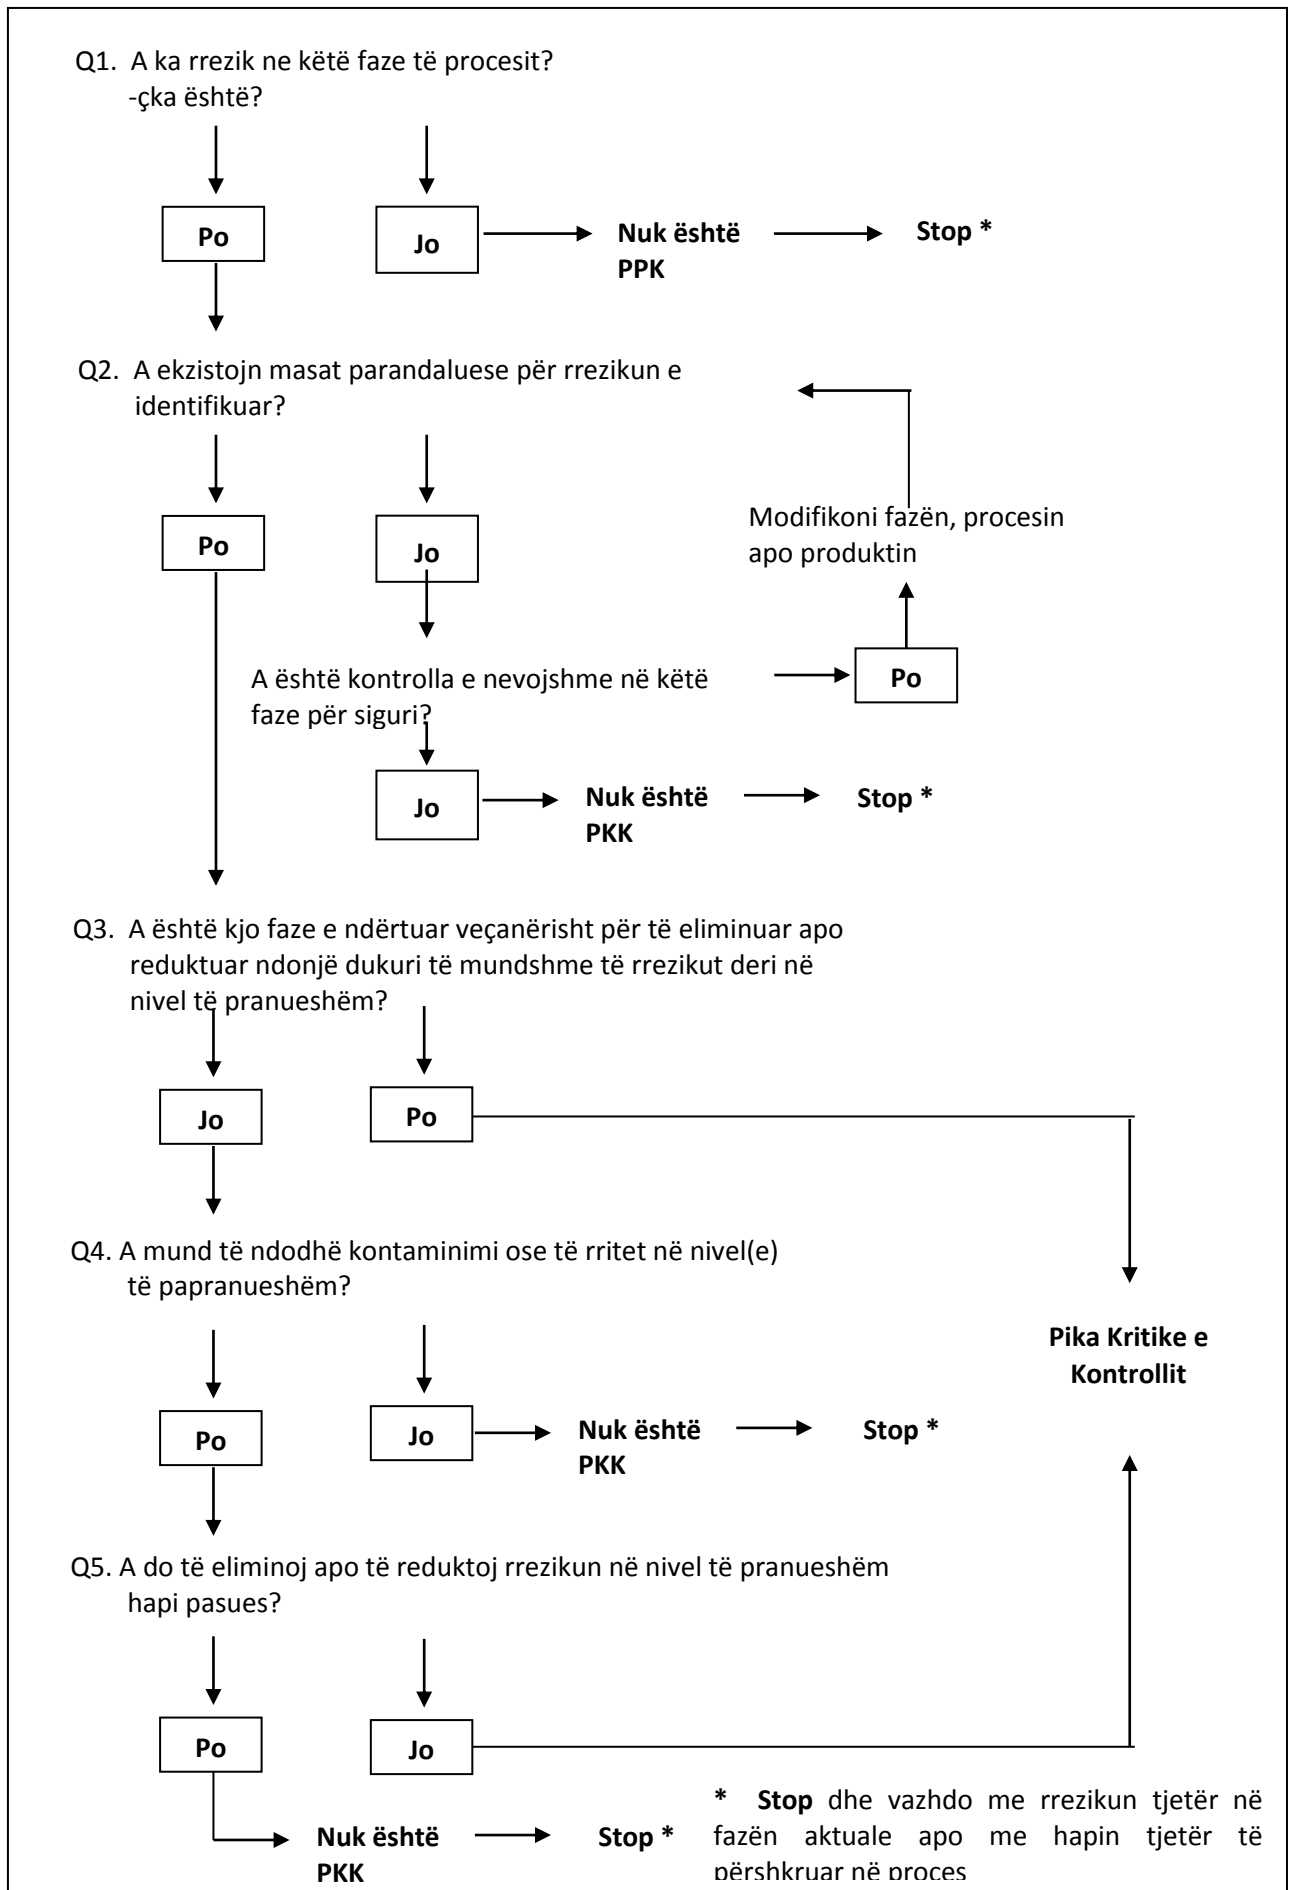 Q1. A ka rrezik ne këtë faze të procesit?
-çka është?
Po
Jo
Nuk është
PPK
Stop *
Q2. A ekzistojn masat parandaluese për rrezikun e
identifikuar?
Po
Jo
Modifikoni fazën, procesin
apo produktin
A është kontrolla e nevojshme në këtë
faze për siguri?
Po
Jo
Nuk është
PKK
Stop *
Q3. A është kjo faze e ndërtuar veçanërisht për të eliminuar apo
reduktuar ndonjë dukuri të mundshme të rrezikut deri në
nivel të pranueshëm?
Jo
Po
Q4. A mund të ndodhë kontaminimi ose të rritet në nivel(e)
të papranueshëm?
Pika Kritike e
Kontrollit
Po
Jo
Nuk është
PKK
Stop *
Q5. A do të eliminoj apo të reduktoj rrezikun në nivel të pranueshëm
hapi pasues?
Po
Jo
Nuk është
PKK
Stop *
* Stop dhe vazhdo me rrezikun tjetër në
fazën aktuale apo me hapin tjetër të
përshkruar në proces